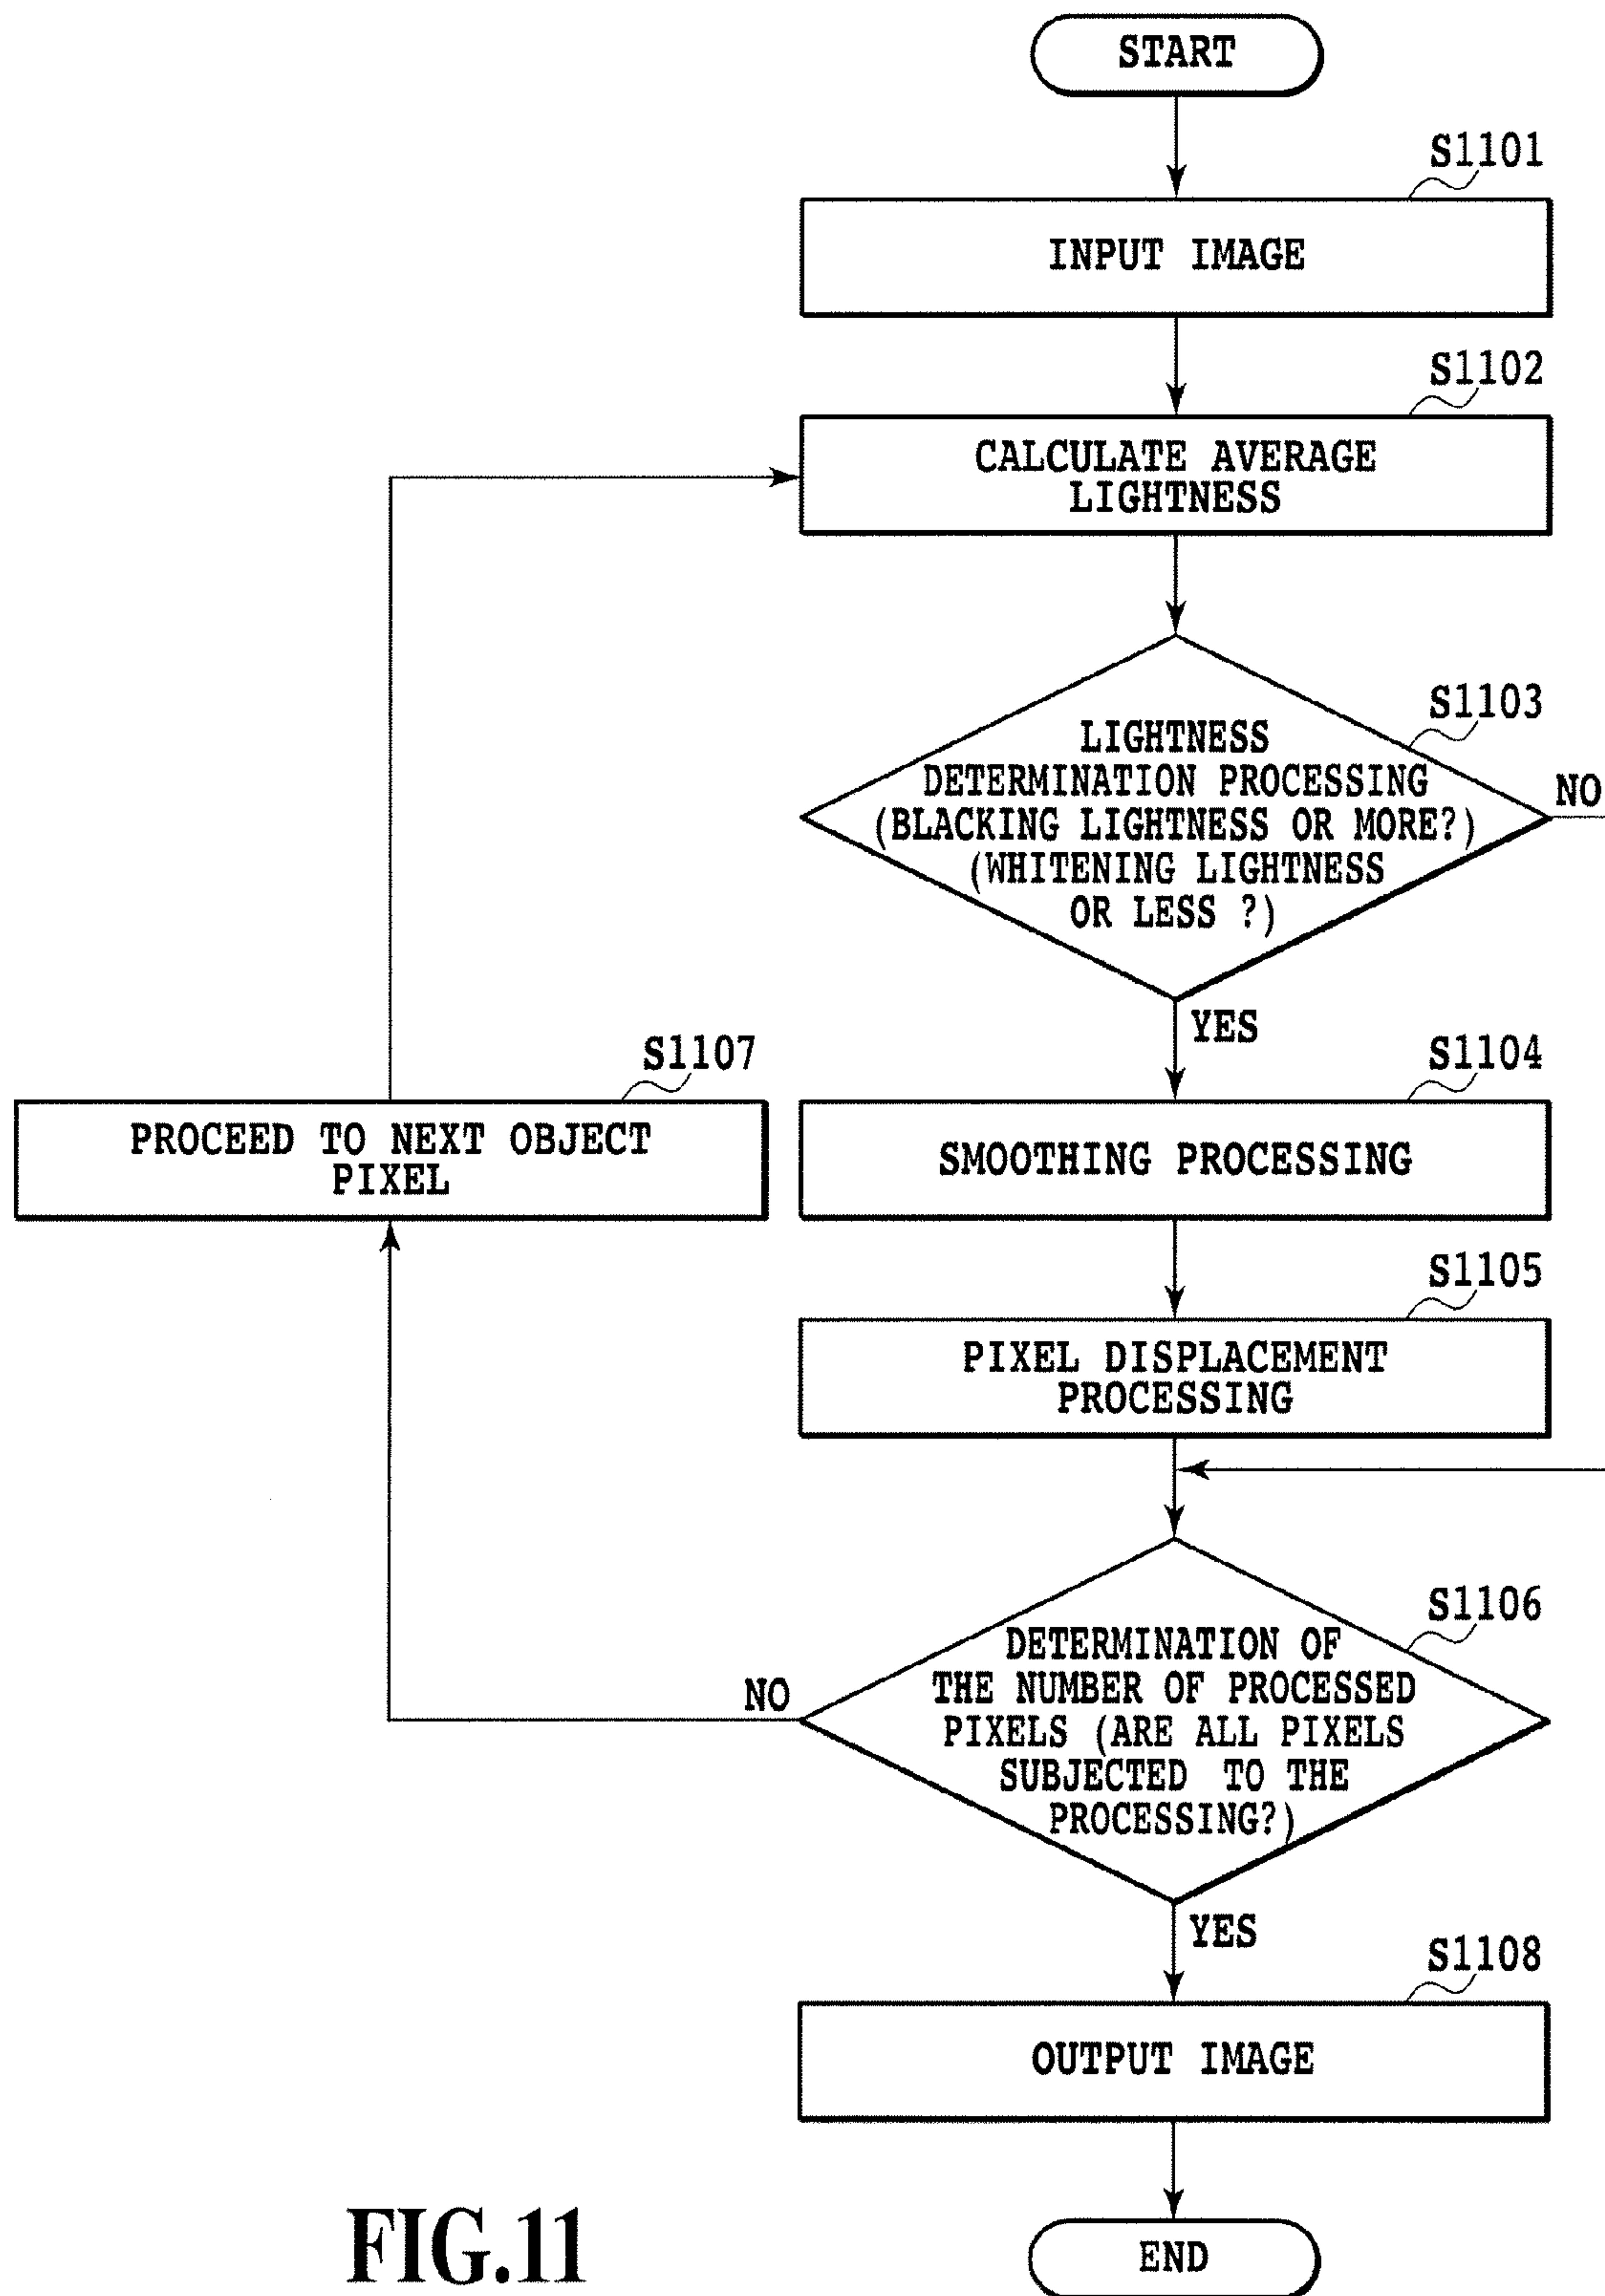 START
S1101
INPUT IMAGE
S1102
CALCULATE AVERAGE
LIGHTNESS
S1103
LIGHTNESS
DETERMINATION PROCESSING
(BLACKING LIGHTNESS OR MORE?)
(WHITENING LIGHTNESS
OR LESS ?)
NO
YES
S1107
PROCEED TO NEXT OBJECT
PIXEL
S1104
SMOOTHING PROCESSING
S1105
PIXEL DISPLACEMENT
PROCESSING
S1106
DETERMINATION OF
THE NUMBER OF PROCESSED
PIXELS (ARE ALL PIXELS
SUBJECTED TO THE
PROCESSING?)
NO
YES
S1108
OUTPUT IMAGE
END
FIG.11